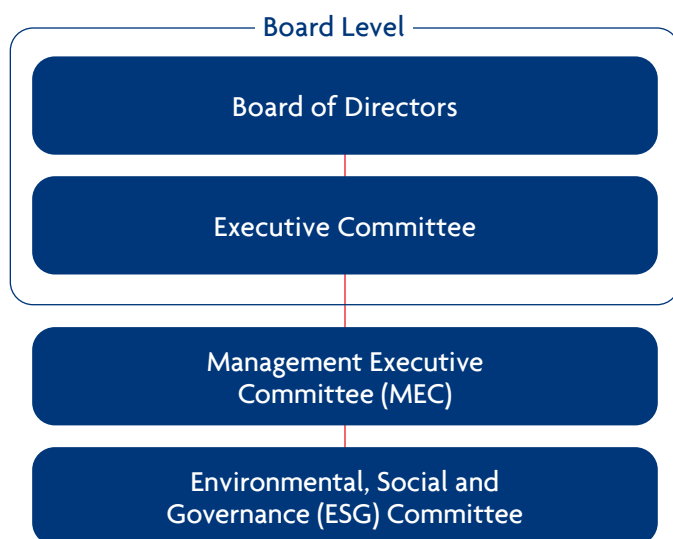 Board Level
Board of Directors
Executive Committee
Management Executive
Committee (MEC)
Environmental, Social and
Governance (ESG) Committee